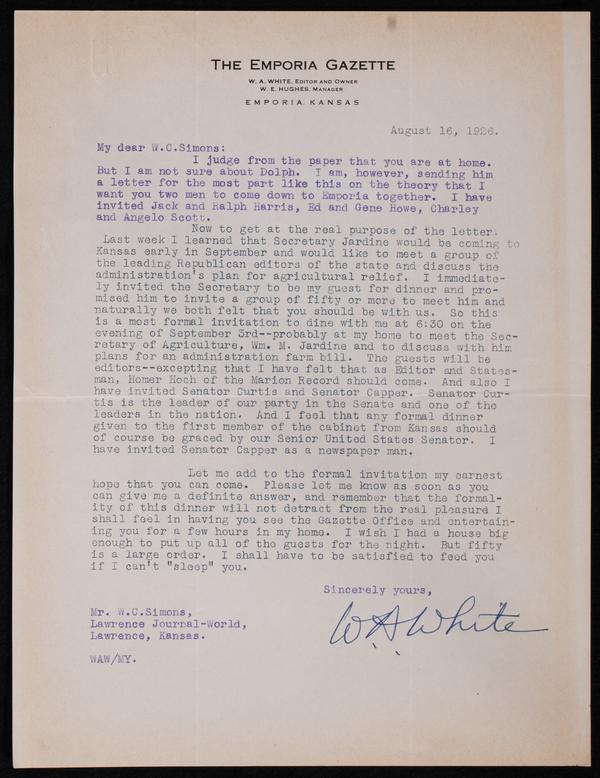 THE EMPORIA GAZETTE
W. A. WHITE, EDITOR AND OWNER
W. E. HUGHES, MANAGER
EMPORIA, KANSAS
August 16, 1926.
My dear W.C.Simons:
I judge from the paper that you are at home.
But I am not sure about Dolph. I am, however, sending him
a letter for the most part like this on the theory that I
want you two men to come down to Emporia together. I have
invited Jack and Ralph Harris, Ed and Gene Howe, Charley
and Angelo Scott.
Now to get at the real purpose of the letter:
Last week I learned that Secretary Jardine would be coming to
Kansas early in September and would like to meet a group of
the leading Republican editors of the state and discuss the
administration's plan for agricultural relief. I immediate-
ly invited the Secretary to be my guest for dinner and pro-
mised him to invite a group of fifty or more to meet him and
naturally we both felt that you should be with us. So this
is a most formal invitation to dine with me at 6:30 on the
evening of September 3rd--probably at my home to meet the Sec-
retary of Agriculture, Wm. M. Jardine and to discuss with him
plans for an administration farm bill. The guests will be
editors--excepting that I have felt that as Editor and States-
man, Homer Hoch of the Marion Record should come. And also I
have invited Senator Curtis and Senator Capper. Senator Cur-
tis is the leader of our party in the Senate and one of the
leaders in the nation. And I feel that any formal dinner
given to the first member of the cabinet from Kansas should
of course be graced by our Senior United States Senator. I
have invited Senator Capper as a newspaper man.
Let me add to the formal invitation my earnest
hope that you can come. Please let me know as soon as you
can give me a definite answer, and remember that the formal-
ity of this dinner will not detract from the real pleasurd I
shall feel in having you see the Gazette Office and entertain-
ing you for a few hours in my home. I wish I had a house big
enough to put up all of the guests for the night. But fifty
is a large order. I shall have to be satisfied to feed you
if I can't "sleep" you.
Sincerely yours,
W A White
Mr. W.C.Simons,
Lawrence Journal-World,
Lawrence, Kansas.
WAW/MY.